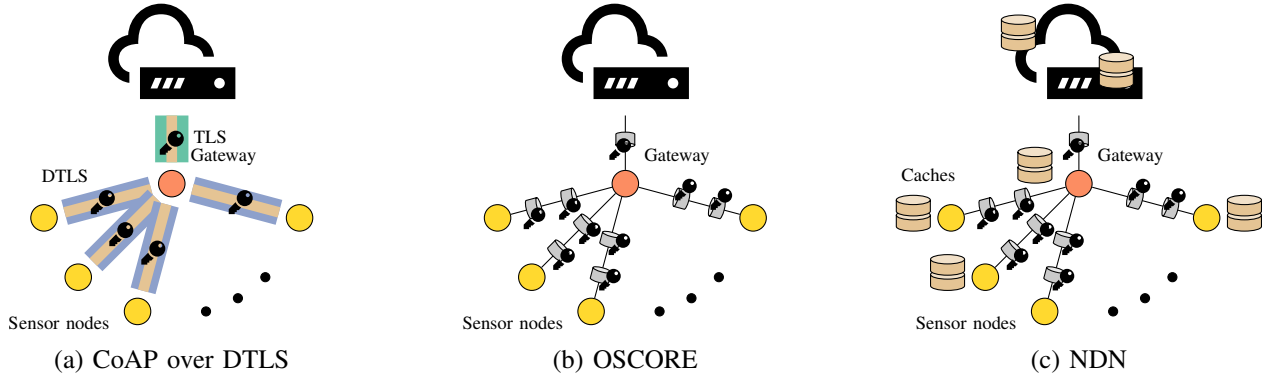 TLS
Gateway
DTLS
Sensor nodes
(a) CoAP over DTLS
Gateway
(b) OSCORE
Gateway
Caches
Sensor nodes
(c) NDN
Sensor nodes